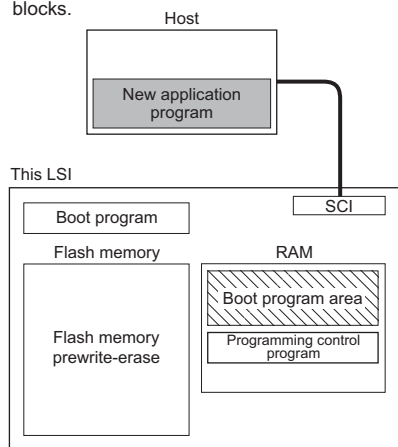 blocks.
Host
New application
program
This LSI
SCI
Boot program
Flash memory
RAM
Boot program area
Flash memory
prewrite-erase
Programming control
program